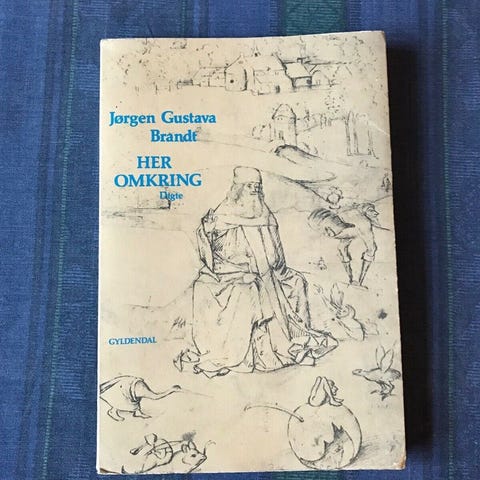 Jørgen Gustava
Brandt
HER
OMKRING
Digte
GYLDENDAL